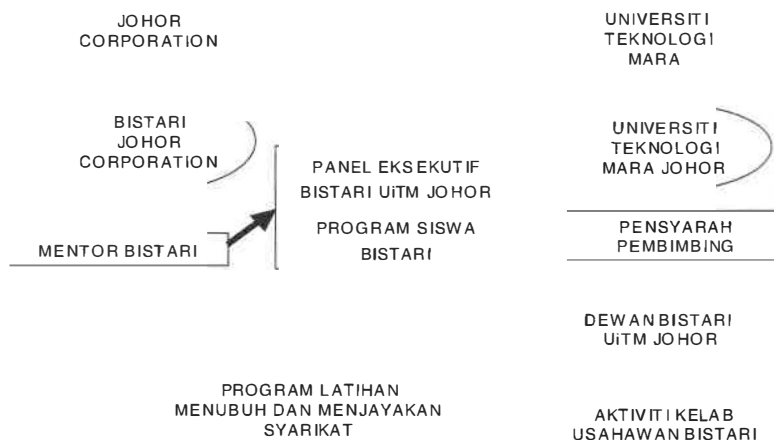 JOHOR
CORPORATION
UNIVERSITI
TEKNOLOGI
MARA
BISTARI
JOHOR
CORPORATION
PANEL EKSEKUTIF
BISTARI UiTM JOHOR
PROGRAM SISWA
BISTARI
UNIVERSITI
TEKNOLOGI
MARA JOHOR
MENTOR BISTARI
PENSYARAH
PEMBIMBING
DEWAN BISTARI
UiTM JOHOR
PROGRAM LATIHAN
MENUBUH DAN MENJAYAKAN
SYARIKAT
AKTIVITI KELAB
USAHAWAN BISTARI